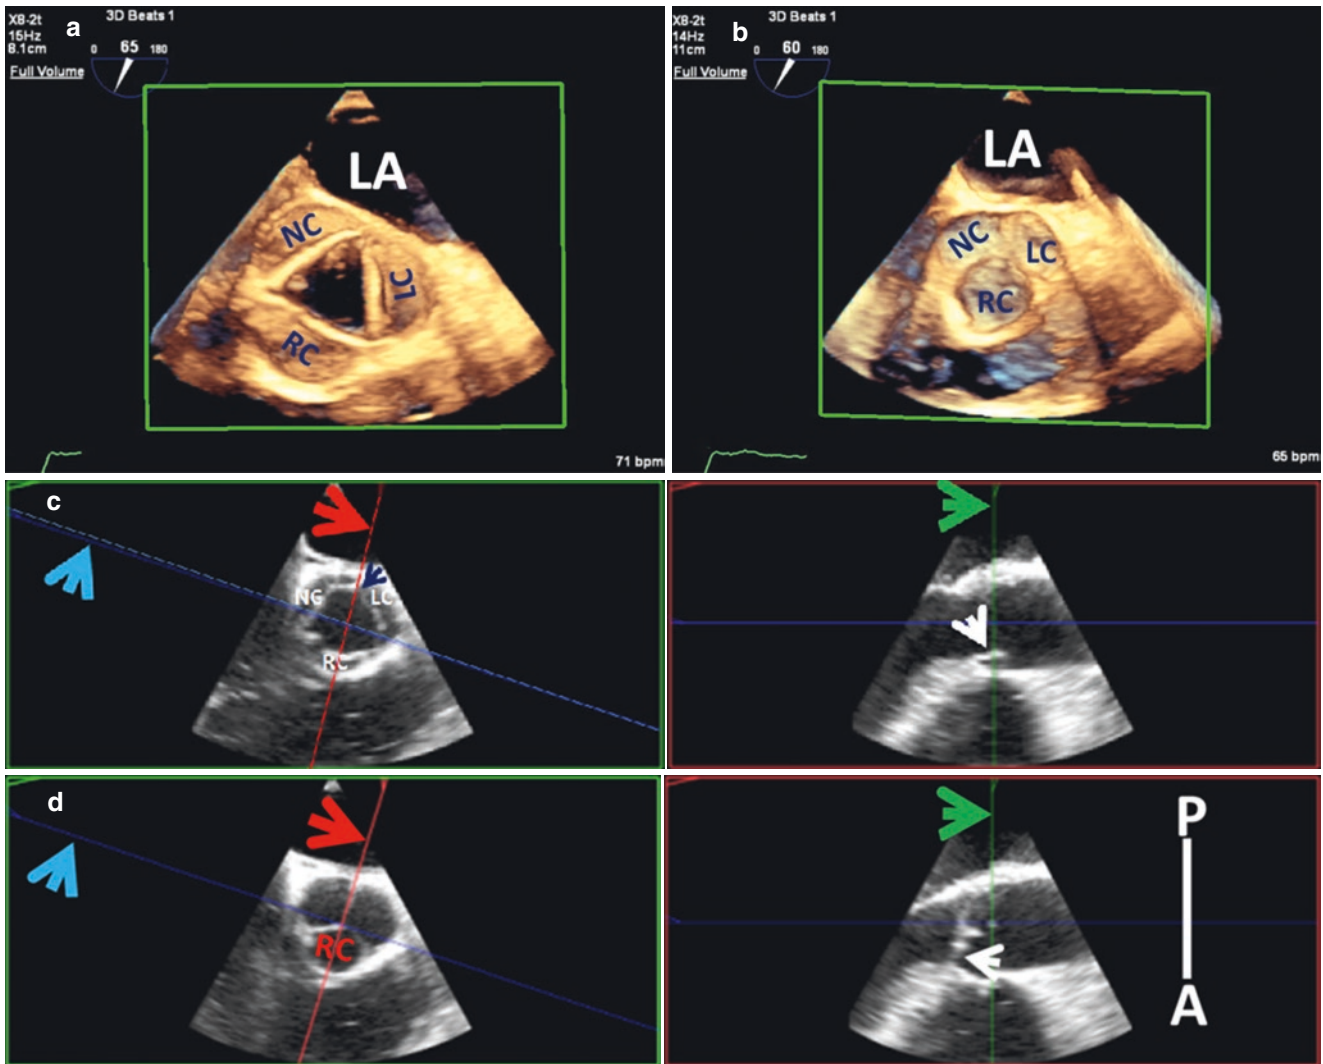 X8-2t
15Hz
8.1cm
3D Beats 1
a
0 65 180
Full Volume
LA
NC
LC
RC
71 bpm
X8-2t
14Hz
11cm
3D Beats 1
b
0 60 180
Full Volume
LA
NC
LC
RC
65 bpm
c
NC LC
RC
d
RC
P
A